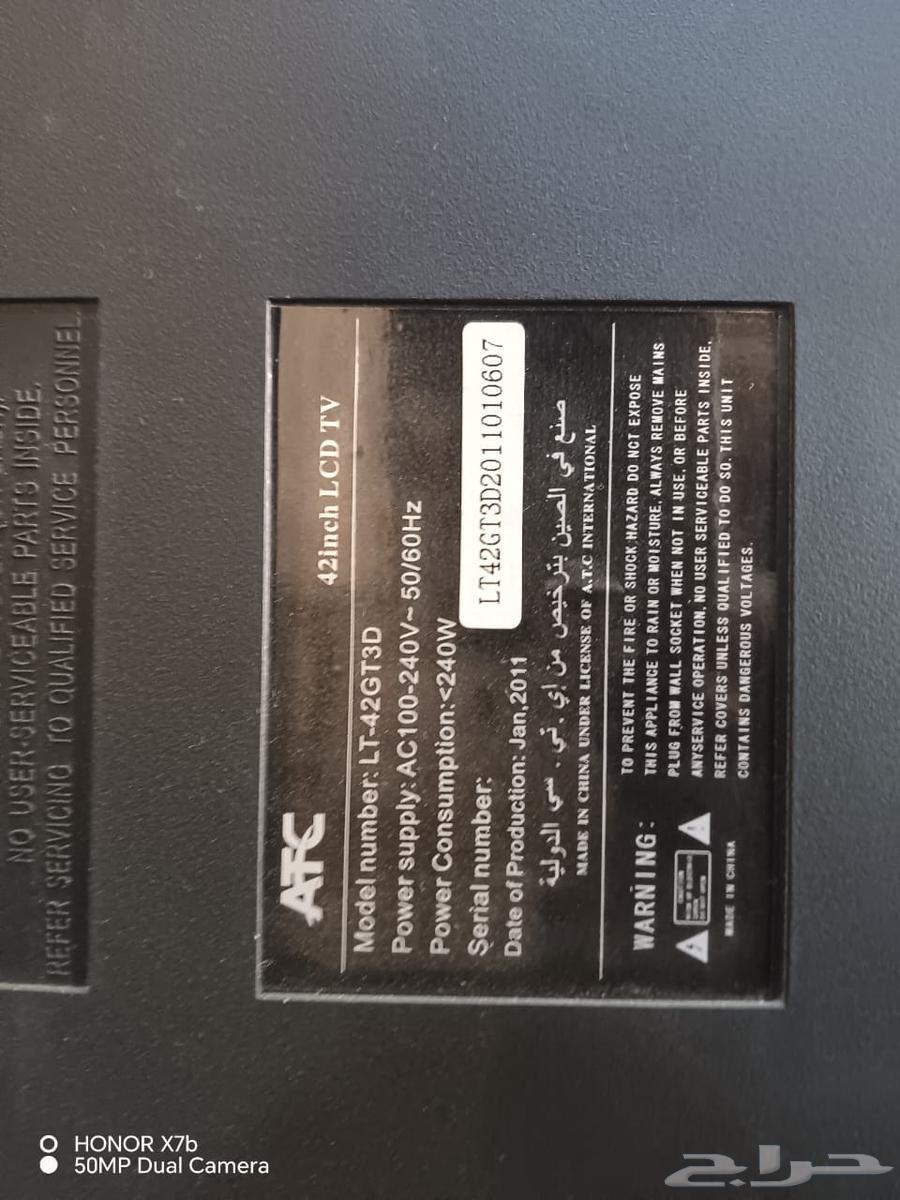 NO USER-SERVICEABLE PARTS INSIDE.
REFER SERVICING TO QUALIFIED SERVICE PERSONNEL
ATC
42inch LCD TV
Model number: LT-42GT3D
Power supply: AC100-240V~ 50/60Hz
Power Consumption:<240W
Serial number: LT42GT3D2011010607
Date of Production: Jan,2011
صنع في الصين بترخيص من اي . تي . سي الدولية
MADE IN CHINA UNDER LICENSE OF A.T.C INTERNATIONAL
WARNING:
TO PREVENT THE FIRE OR SHOCK HAZARD DO NOT EXPOSE
THIS APPLIANCE TO RAIN OR MOISTURE, ALWAYS REMOVE MAINS
PLUG FROM WALL SOCKET WHEN NOT IN USE, OR BEFORE
ANYSERVICE OPERATION, NO USER SERVICEABLE PARTS INSIDE,
REFER COVERS UNLESS QUALIFIED TO DO SO. THIS UNIT
CONTAINS DANGEROUS VOLTAGES.
CAUTION
MADE IN CHINA
HONOR X7b
50MP Dual Camera
حراج